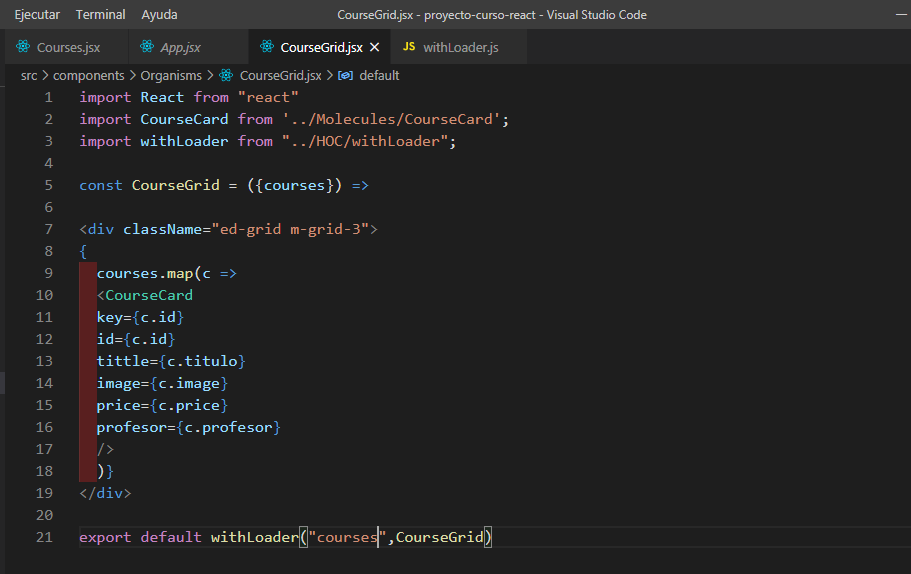 Ejecutar Terminal Ayuda CourseGrid.jsx - proyecto-curso-react - Visual Studio Code
Courses.jsx App.jsx CourseGrid.jsx JS withLoader.js
src > components > Organisms > CourseGrid.jsx > default
1 import React from "react"
2 import CourseCard from '../Molecules/CourseCard';
3 import withLoader from "../HOC/withLoader";
4
5 const CourseGrid = ({courses}) =>
6
7 <div className="ed-grid m-grid-3">
8 {
9 courses.map(c =>
10 <CourseCard
11 key={c.id}
12 id={c.id}
13 tittle={c.titulo}
14 image={c.image}
15 price={c.price}
16 profesor={c.profesor}
17 />
18 )}
19 </div>
20
21 export default withLoader("courses",CourseGrid)